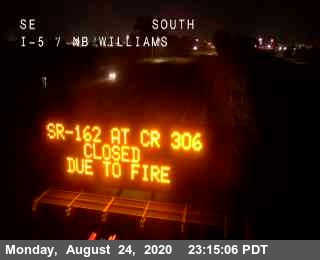 SE SOUTH
I-5 7 NB WILLIAMS
SR-162 AT CR 306
CLOSED
DUE TO FIRE
Monday, August 24, 2020 23:15:06 PDT